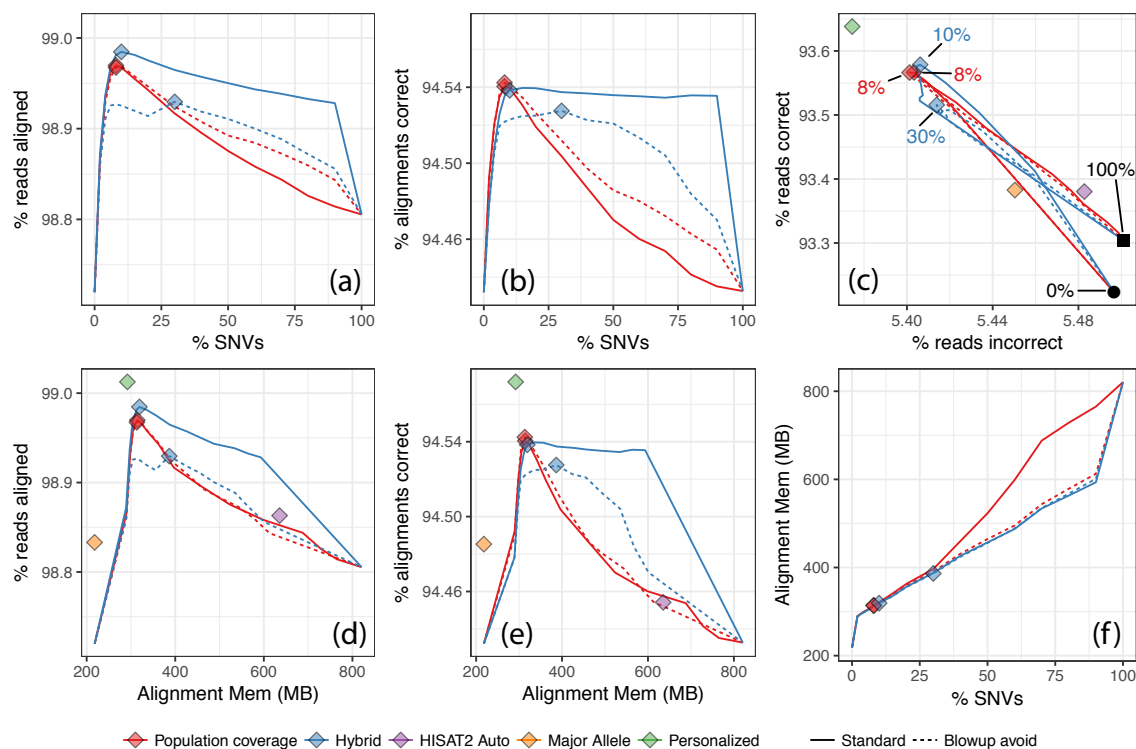 % reads aligned
99.0
98.9
98.8
0
25
50
75
100
% SNVs
(a)
% alignments correct
94.54
94.50
94.46
0
25
50
75
100
% SNVs
(b)
% reads correct
93.6
93.5
93.4
93.3
10%
8%
8%
30%
100%
0%
5.40
5.44
5.48
% reads incorrect
(c)
% reads aligned
99.0
98.9
98.8
200
400
600
800
Alignment Mem (MB)
(d)
% alignments correct
94.54
94.50
94.46
200
400
600
800
Alignment Mem (MB)
(e)
Alignment Mem (MB)
800
600
400
200
0
25
50
75
100
% SNVs
(f)
Population coverage Hybrid HISAT2 Auto Major Allele Personalized Standard Blowup avoid